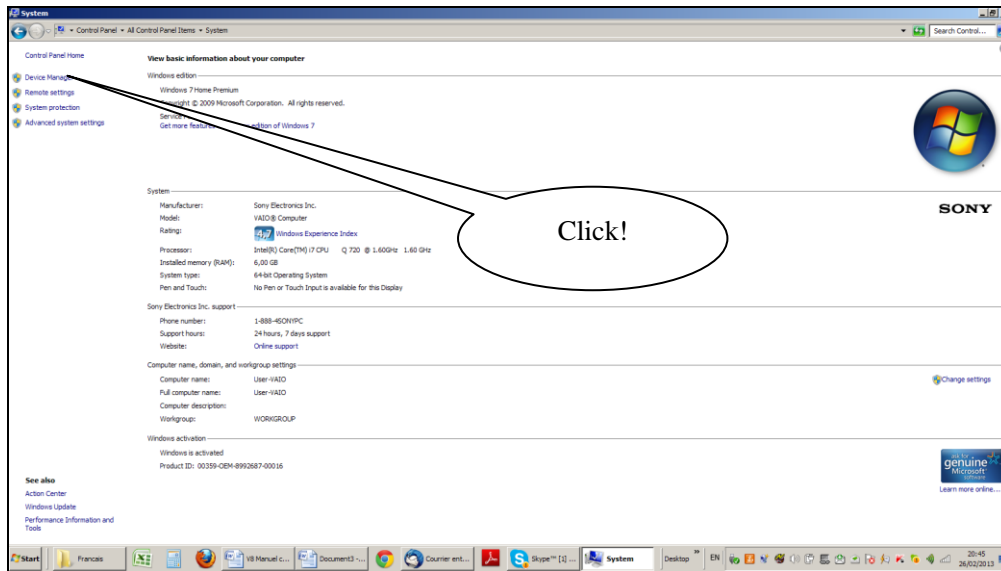 System
Control Panel • All Control Panel Items • System
Search Control...
Control Panel Home
Device Manage
Remote settings
System protection
Advanced system settings
View basic information about your computer
Windows edition
Windows 7 Home Premium
Copyright © 2009 Microsoft Corporation. All rights reserved.
Service
Get more features edition of Windows 7
System
Manufacturer: Sony Electronics Inc.
Model: VAIO® Computer
Rating: 4,7 Windows Experience Index
Processor: Intel(R) Core(TM) i7 CPU Q 720 @ 1.60GHz 1.60 GHz
Installed memory (RAM): 6,00 GB
System type: 64-bit Operating System
Pen and Touch: No Pen or Touch Input is available for this Display
SONY
Click!
Sony Electronics Inc. support
Phone number: 1-888-4SONYPC
Support hours: 24 hours, 7 days support
Website: Online support
Computer name, domain, and workgroup settings
Computer name: User-VAIO
Change settings
Full computer name: User-VAIO
Computer description:
Workgroup: WORKGROUP
Windows activation
Windows is activated
Product ID: 00359-OEM-8992687-00016
ask for
genuine
Microsoft
software
Learn more online...
See also
Action Center
Windows Update
Performance Information and
Tools
Start Francais V8 Manuel c... Document3 -... Courrier ent... Skype™ [1] ... System Desktop EN 20:45
26/02/2013